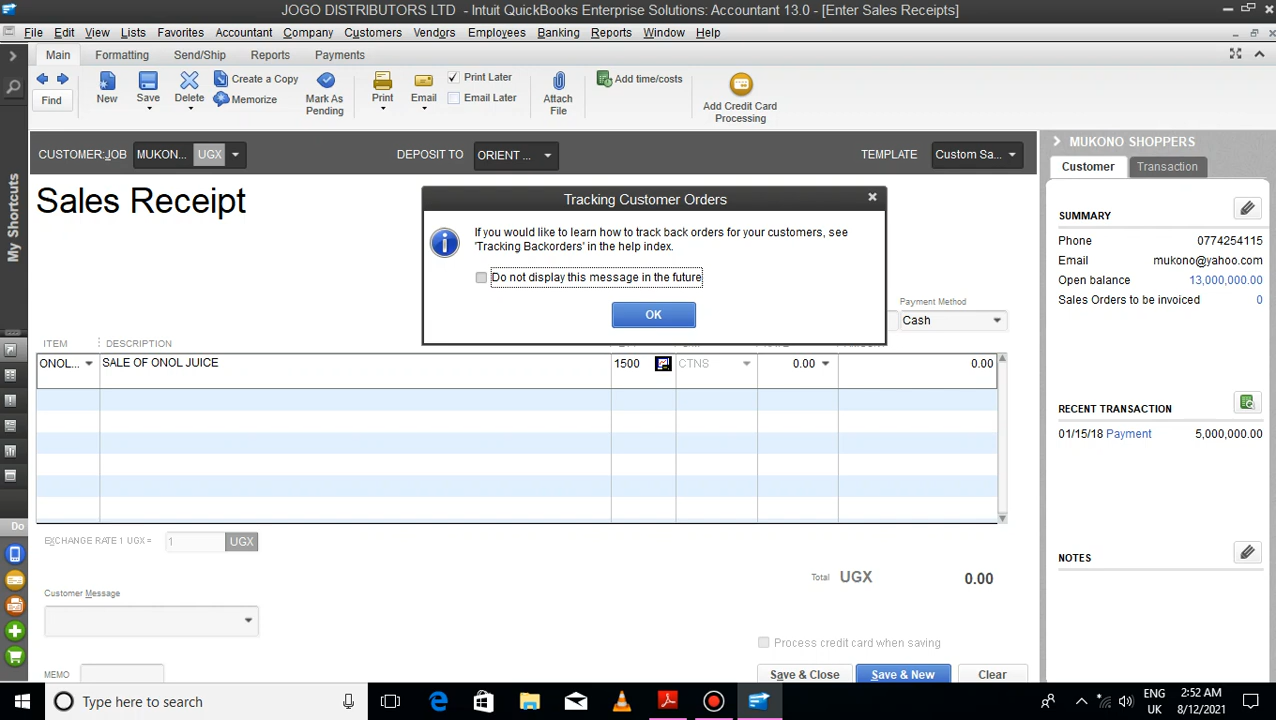 JOGO DISTRIBUTORS LTD - Intuit QuickBooks Enterprise Solutions: Accountant 13.0 - [Enter Sales Receipts]
File Edit View Lists Favorites Accountant Company Customers Vendors Employees Banking Reports Window Help
Main Formatting Send/Ship Reports Payments
Find
New
Save
Delete
Create a Copy
Memorize
Mark As
Pending
Print
Email
Print Later
Email Later
Attach
File
Add time/costs
Add Credit Card
Processing
My Shortcuts
Do
CUSTOMER:JOB MUKON... UGX
DEPOSIT TO ORIENT ...
TEMPLATE Custom Sa...
Sales Receipt
Tracking Customer Orders
If you would like to learn how to track back orders for your customers, see
'Tracking Backorders' in the help index.
Do not display this message in the future
OK
Payment Method
Cash
ITEM DESCRIPTION
ONOL... SALE OF ONOL JUICE 1500 CTNS 0.00 0.00
EXCHANGE RATE 1 UGX = 1 UGX
Total UGX 0.00
Customer Message
Process credit card when saving
MEMO
Save & Close Save & New Clear
MUKONO SHOPPERS
Customer Transaction
SUMMARY
Phone 0774254115
Email mukono@yahoo.com
Open balance 13,000,000.00
Sales Orders to be invoiced 0
RECENT TRANSACTION
01/15/18 Payment 5,000,000.00
NOTES
Type here to search
ENG
UK
2:52 AM
8/12/2021